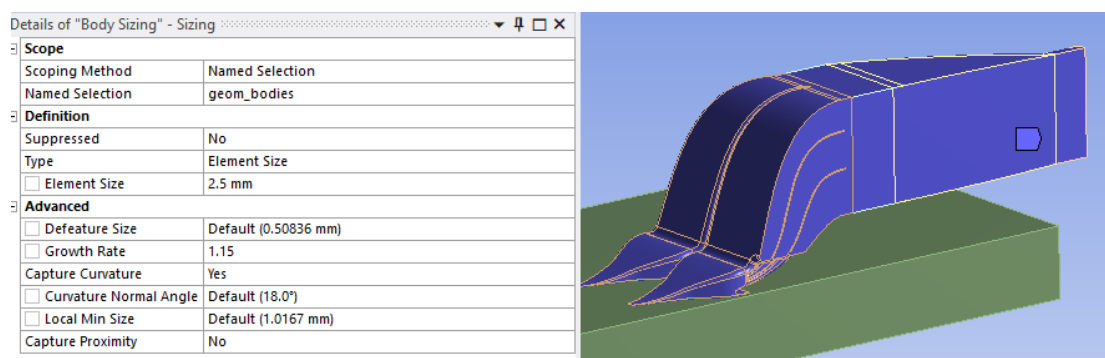 Details of "Body Sizing" - Sizing
Scope
Scoping Method Named Selection
Named Selection geom_bodies
Definition
Suppressed No
Type Element Size
Element Size 2.5 mm
Advanced
Defeature Size Default (0.50836 mm)
Growth Rate 1.15
Capture Curvature Yes
Curvature Normal Angle Default (18.0°)
Local Min Size Default (1.0167 mm)
Capture Proximity No